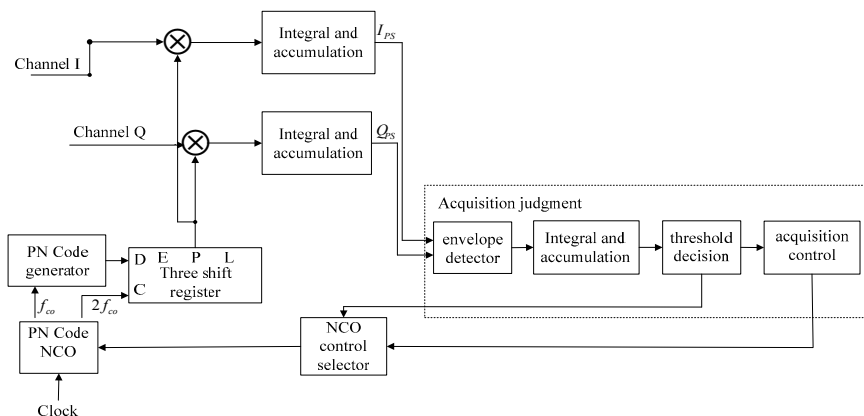 Integral and
accumulation
I_PS
Channel I
Channel Q
Integral and
accumulation
Q_PS
Acquisition judgment
envelope
detector
Integral and
accumulation
threshold
decision
acquisition
control
PN Code
generator
D E P L
Three shift
register
C
f_co
2f_co
PN Code
NCO
NCO
control
selector
Clock